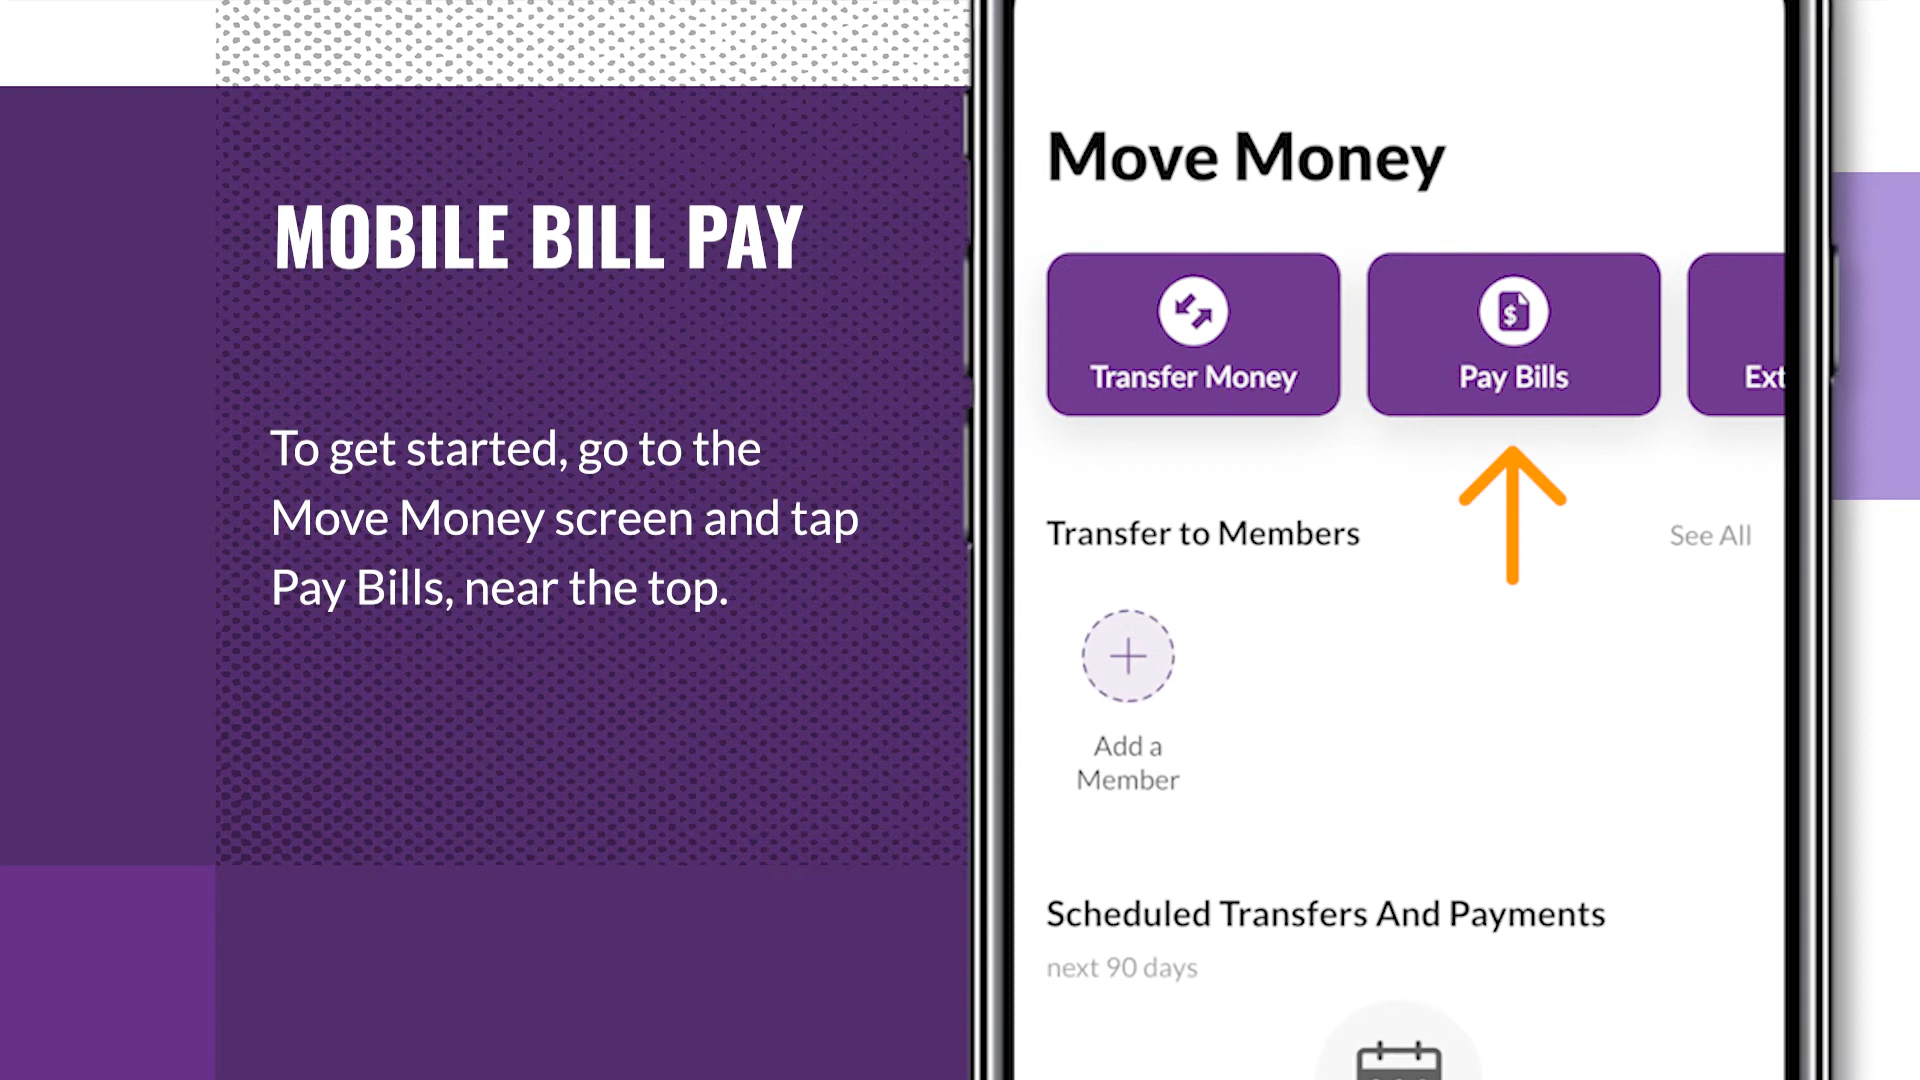 MOBILE BILL PAY
To get started, go to the
Move Money screen and tap
Pay Bills, near the top.
Move Money
Transfer Money
Pay Bills
Ext
Transfer to Members
See All
Add a
Member
Scheduled Transfers And Payments
next 90 days